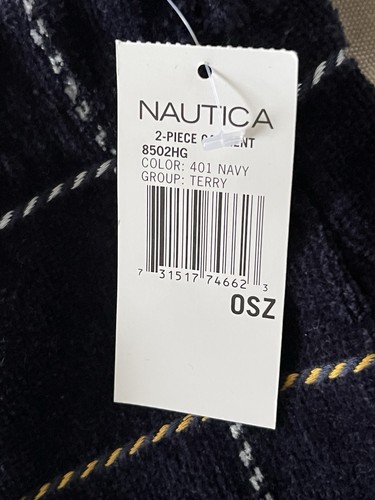 NAUTICA
2-PIECE
8502HG
COLOR: 401 NAVY
GROUP: TERRY
7 31517 74662 3
OSZ